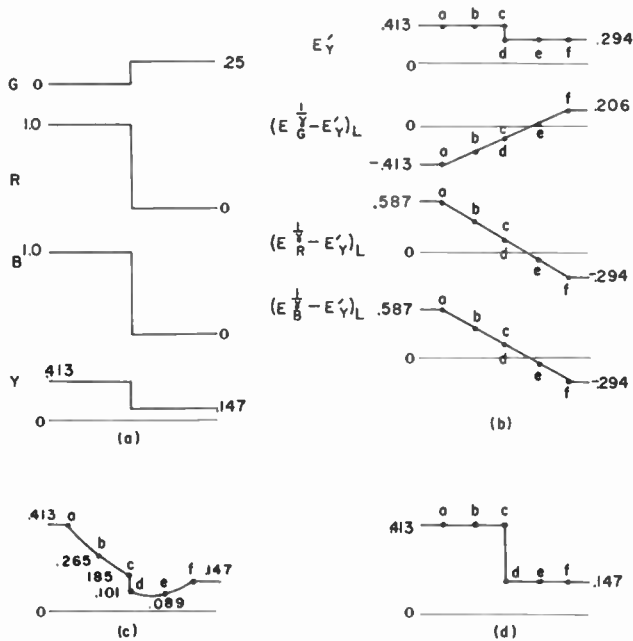 G 0 .25
1.0
R
0
B 1.0
0
.413
Y
.147
0
(a)
E′Y
.413 a b c
d e f .294
0
(E 1/γ G − E′Y)L
f .206
0
a b c d e
−.413
(E 1/γ R − E′Y)L
.587 a
b
c
0
d
e
f −.294
(E 1/γ B − E′Y)L
.587 a
b
c
0
d
e
f −.294
(b)
.413 a
b
.265
c
.185
.101
d
e
.089
f .147
0
(c)
a b c
.413
d e f
.147
0
(d)